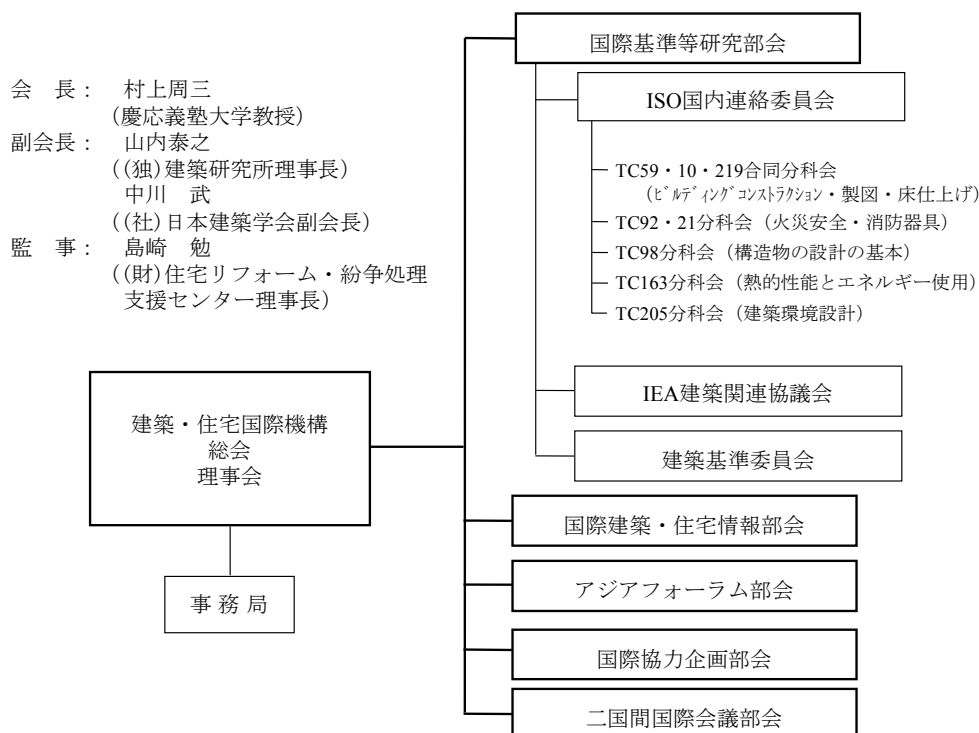 会　長：　村上周三
(慶応義塾大学教授)
副会長：　山内泰之
((独)建築研究所理事長)
中川　武
((社)日本建築学会副会長)
監　事：　島崎　勉
((財)住宅リフォーム・紛争処理
支援センター理事長)
建築・住宅国際機構
総会
理事会
事 務 局
国際基準等研究部会
ISO国内連絡委員会
TC59・10・219合同分科会
(ﾋﾞﾙﾃﾞｨﾝｸﾞｺﾝｽﾄﾗｸｼｮﾝ・製図・床仕上げ)
TC92・21分科会（火災安全・消防器具）
TC98分科会（構造物の設計の基本）
TC163分科会（熱的性能とエネルギー使用）
TC205分科会（建築環境設計）
IEA建築関連協議会
建築基準委員会
国際建築・住宅情報部会
アジアフォーラム部会
国際協力企画部会
二国間国際会議部会